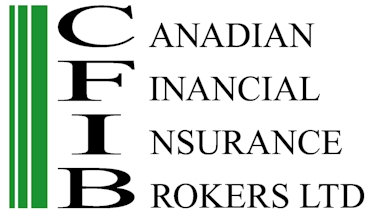 CANADIAN
FINANCIAL
INSURANCE
BROKERS LTD